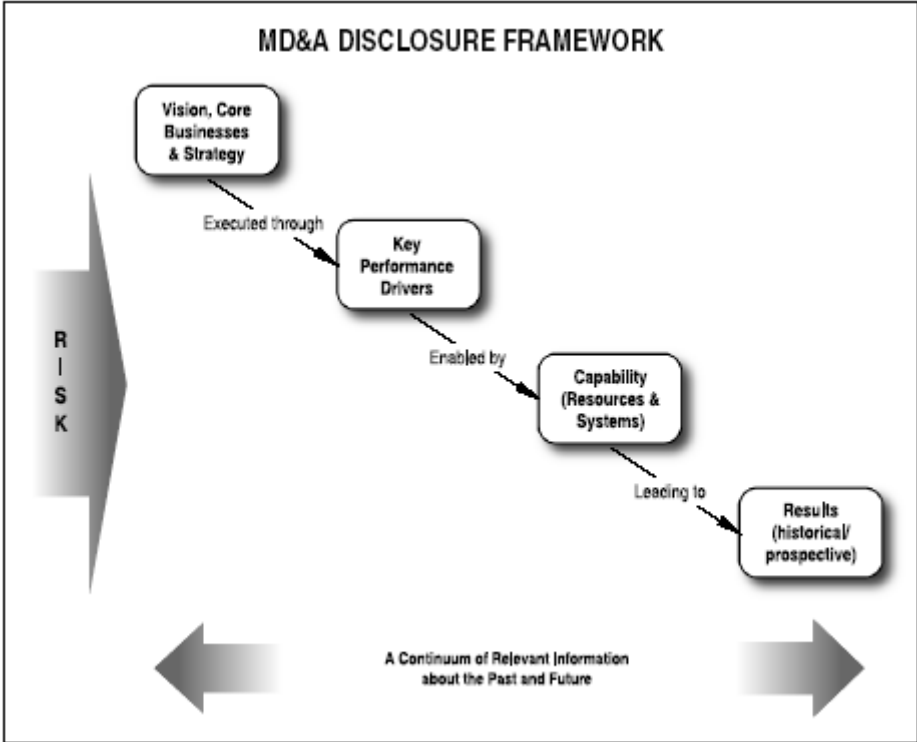 MD&A DISCLOSURE FRAMEWORK
Vision, Core
Businesses
& Strategy
Executed through
Key
Performance
Drivers
Enabled by
Capability
(Resources &
Systems)
Leading to
Results
(historical/
prospective)
R
I
S
K
A Continuum of Relevant Information
about the Past and Future